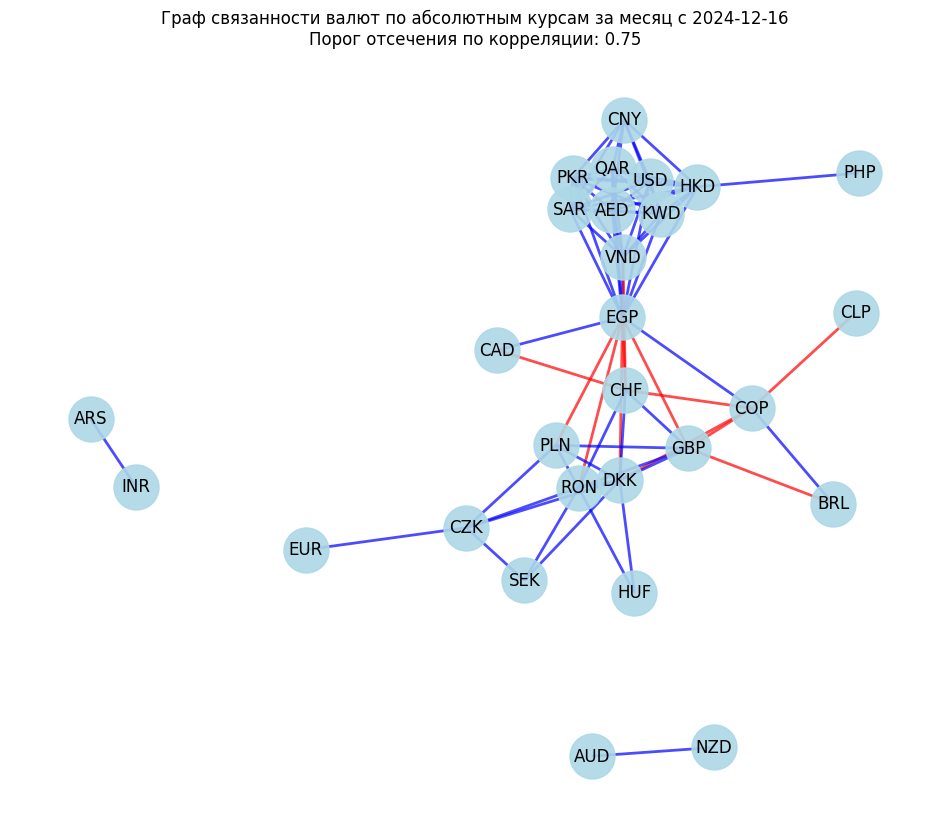 Граф связанности валют по абсолютным курсам за месяц с 2024-12-16
Порог отсечения по корреляции: 0.75
CNY
QAR
PKR
USD
HKD
PHP
SAR
AED
KWD
VND
EGP
CLP
CAD
CHF
COP
ARS
PLN
GBP
INR
RON
DKK
BRL
CZK
EUR
SEK
HUF
AUD
NZD